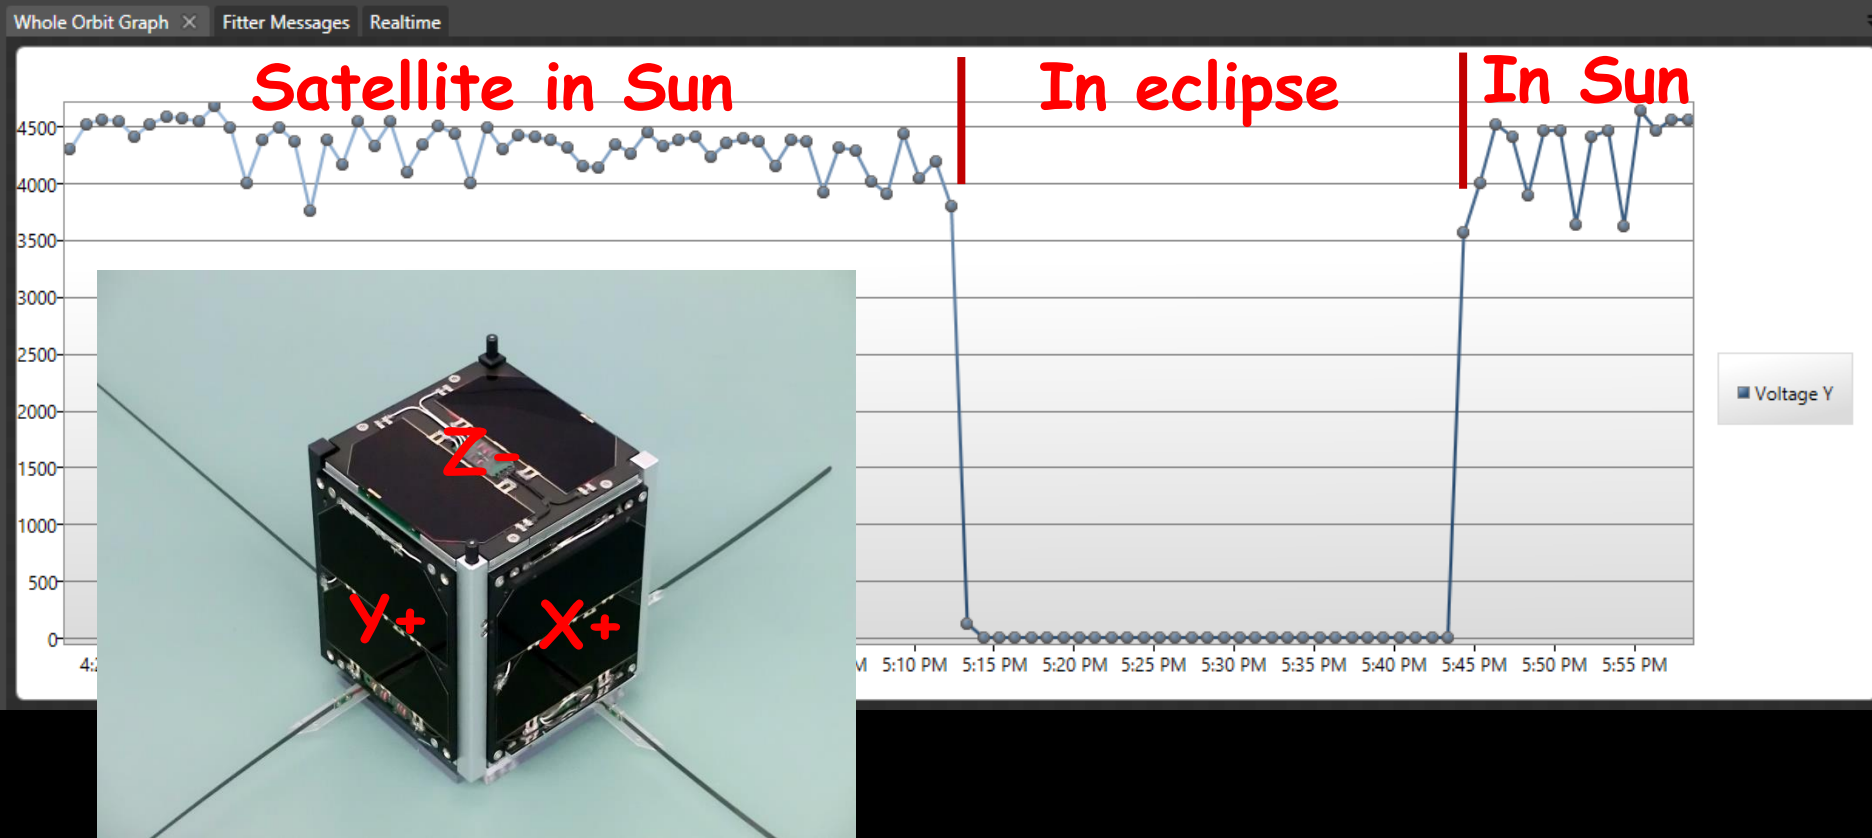 Whole Orbit Graph Fitter Messages Realtime
Satellite in Sun In eclipse In Sun
4500
4000
3500
3000
2500
2000
1500
1000
500
0
Z-
Y+ X+
Voltage Y
5:10 PM 5:15 PM 5:20 PM 5:25 PM 5:30 PM 5:35 PM 5:40 PM 5:45 PM 5:50 PM 5:55 PM